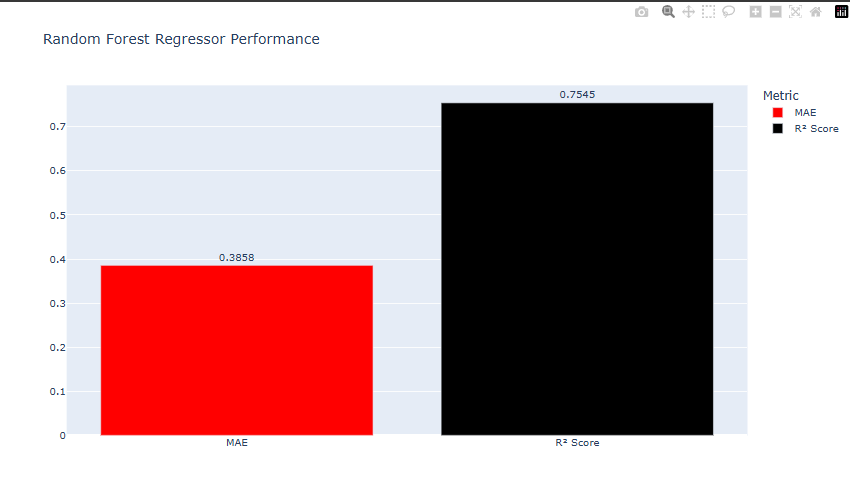 Random Forest Regressor Performance
0.7545
Metric
MAE
R² Score
0.7
0.6
0.5
0.4
0.3858
0.3
0.2
0.1
0
MAE
R² Score